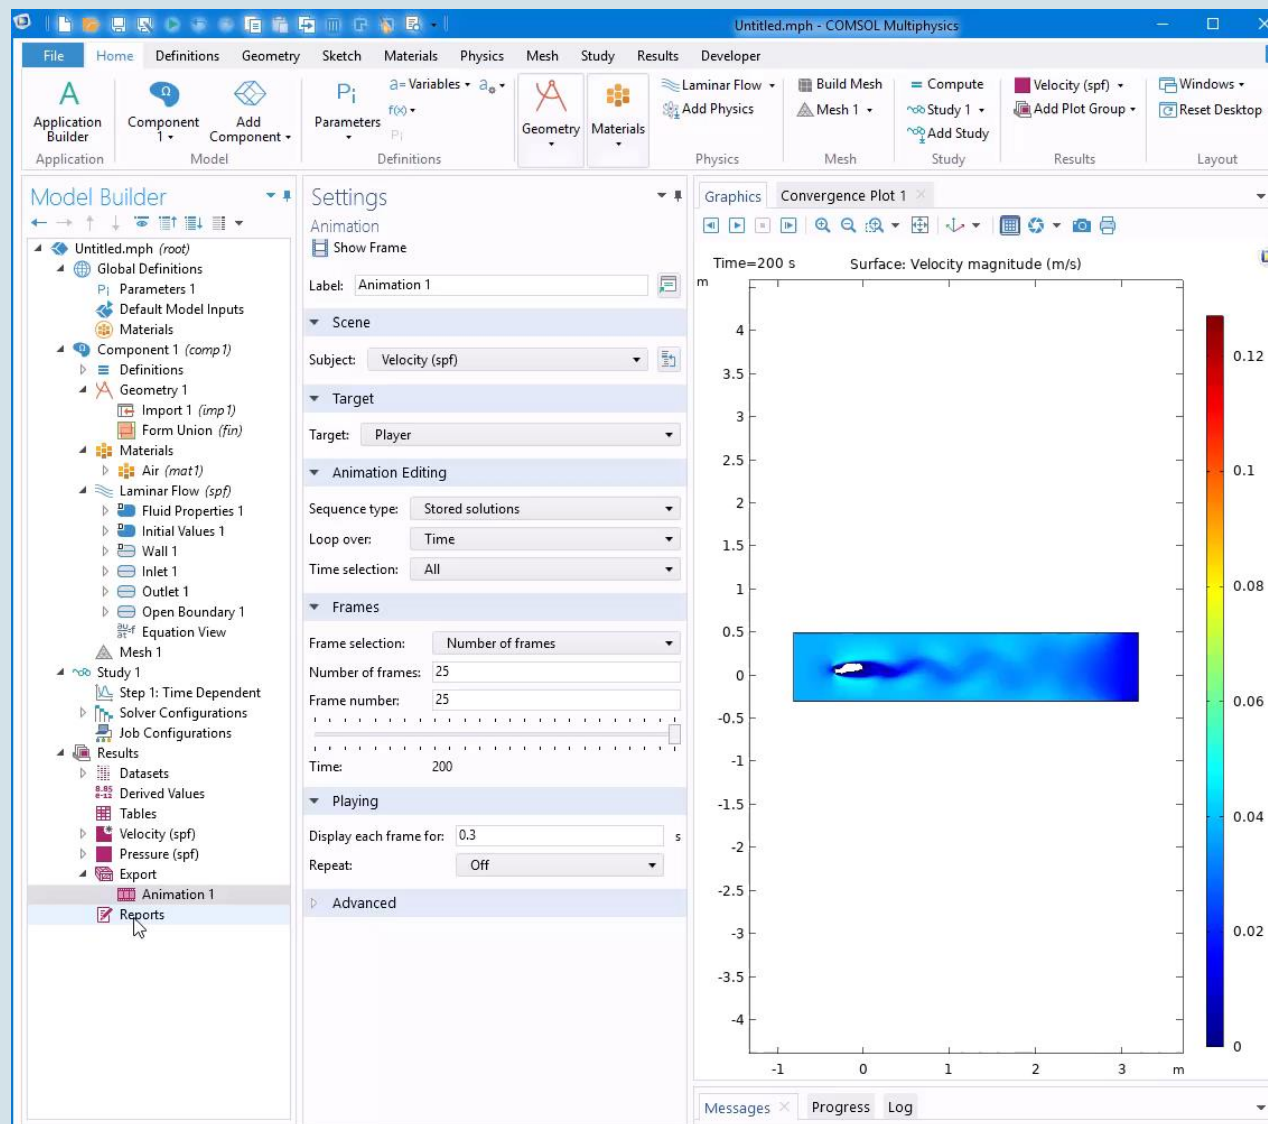 Untitled.mph - COMSOL Multiphysics
File Home Definitions Geometry Sketch Materials Physics Mesh Study Results Developer
Application Builder
Application
Component 1
Add Component
Model
Pi
Parameters
a= Variables
f(x)
Pi
Definitions
Geometry
Materials
Laminar Flow
Add Physics
Physics
Build Mesh
Mesh 1
Mesh
= Compute
Study 1
Add Study
Study
Velocity (spf)
Add Plot Group
Results
Windows
Reset Desktop
Layout
Model Builder
Untitled.mph (root)
Global Definitions
Pi Parameters 1
Default Model Inputs
Materials
Component 1 (comp1)
Definitions
Geometry 1
Import 1 (imp1)
Form Union (fin)
Materials
Air (mat1)
Laminar Flow (spf)
Fluid Properties 1
Initial Values 1
Wall 1
Inlet 1
Outlet 1
Open Boundary 1
Equation View
Mesh 1
Study 1
Step 1: Time Dependent
Solver Configurations
Job Configurations
Results
Datasets
8.85
e-12
Derived Values
Tables
Velocity (spf)
Pressure (spf)
Export
Animation 1
Reports
Settings
Animation
Show Frame
Label: Animation 1
Scene
Subject: Velocity (spf)
Target
Target: Player
Animation Editing
Sequence type: Stored solutions
Loop over: Time
Time selection: All
Frames
Frame selection: Number of frames
Number of frames: 25
Frame number: 25
Time: 200
Playing
Display each frame for: 0.3 s
Repeat: Off
Advanced
Graphics Convergence Plot 1
Time=200 s Surface: Velocity magnitude (m/s)
m
4
3.5
3
2.5
2
1.5
1
0.5
0
-0.5
-1
-1.5
-2
-2.5
-3
-3.5
-4
-1 0 1 2 3 m
0.12
0.1
0.08
0.06
0.04
0.02
0
Messages Progress Log